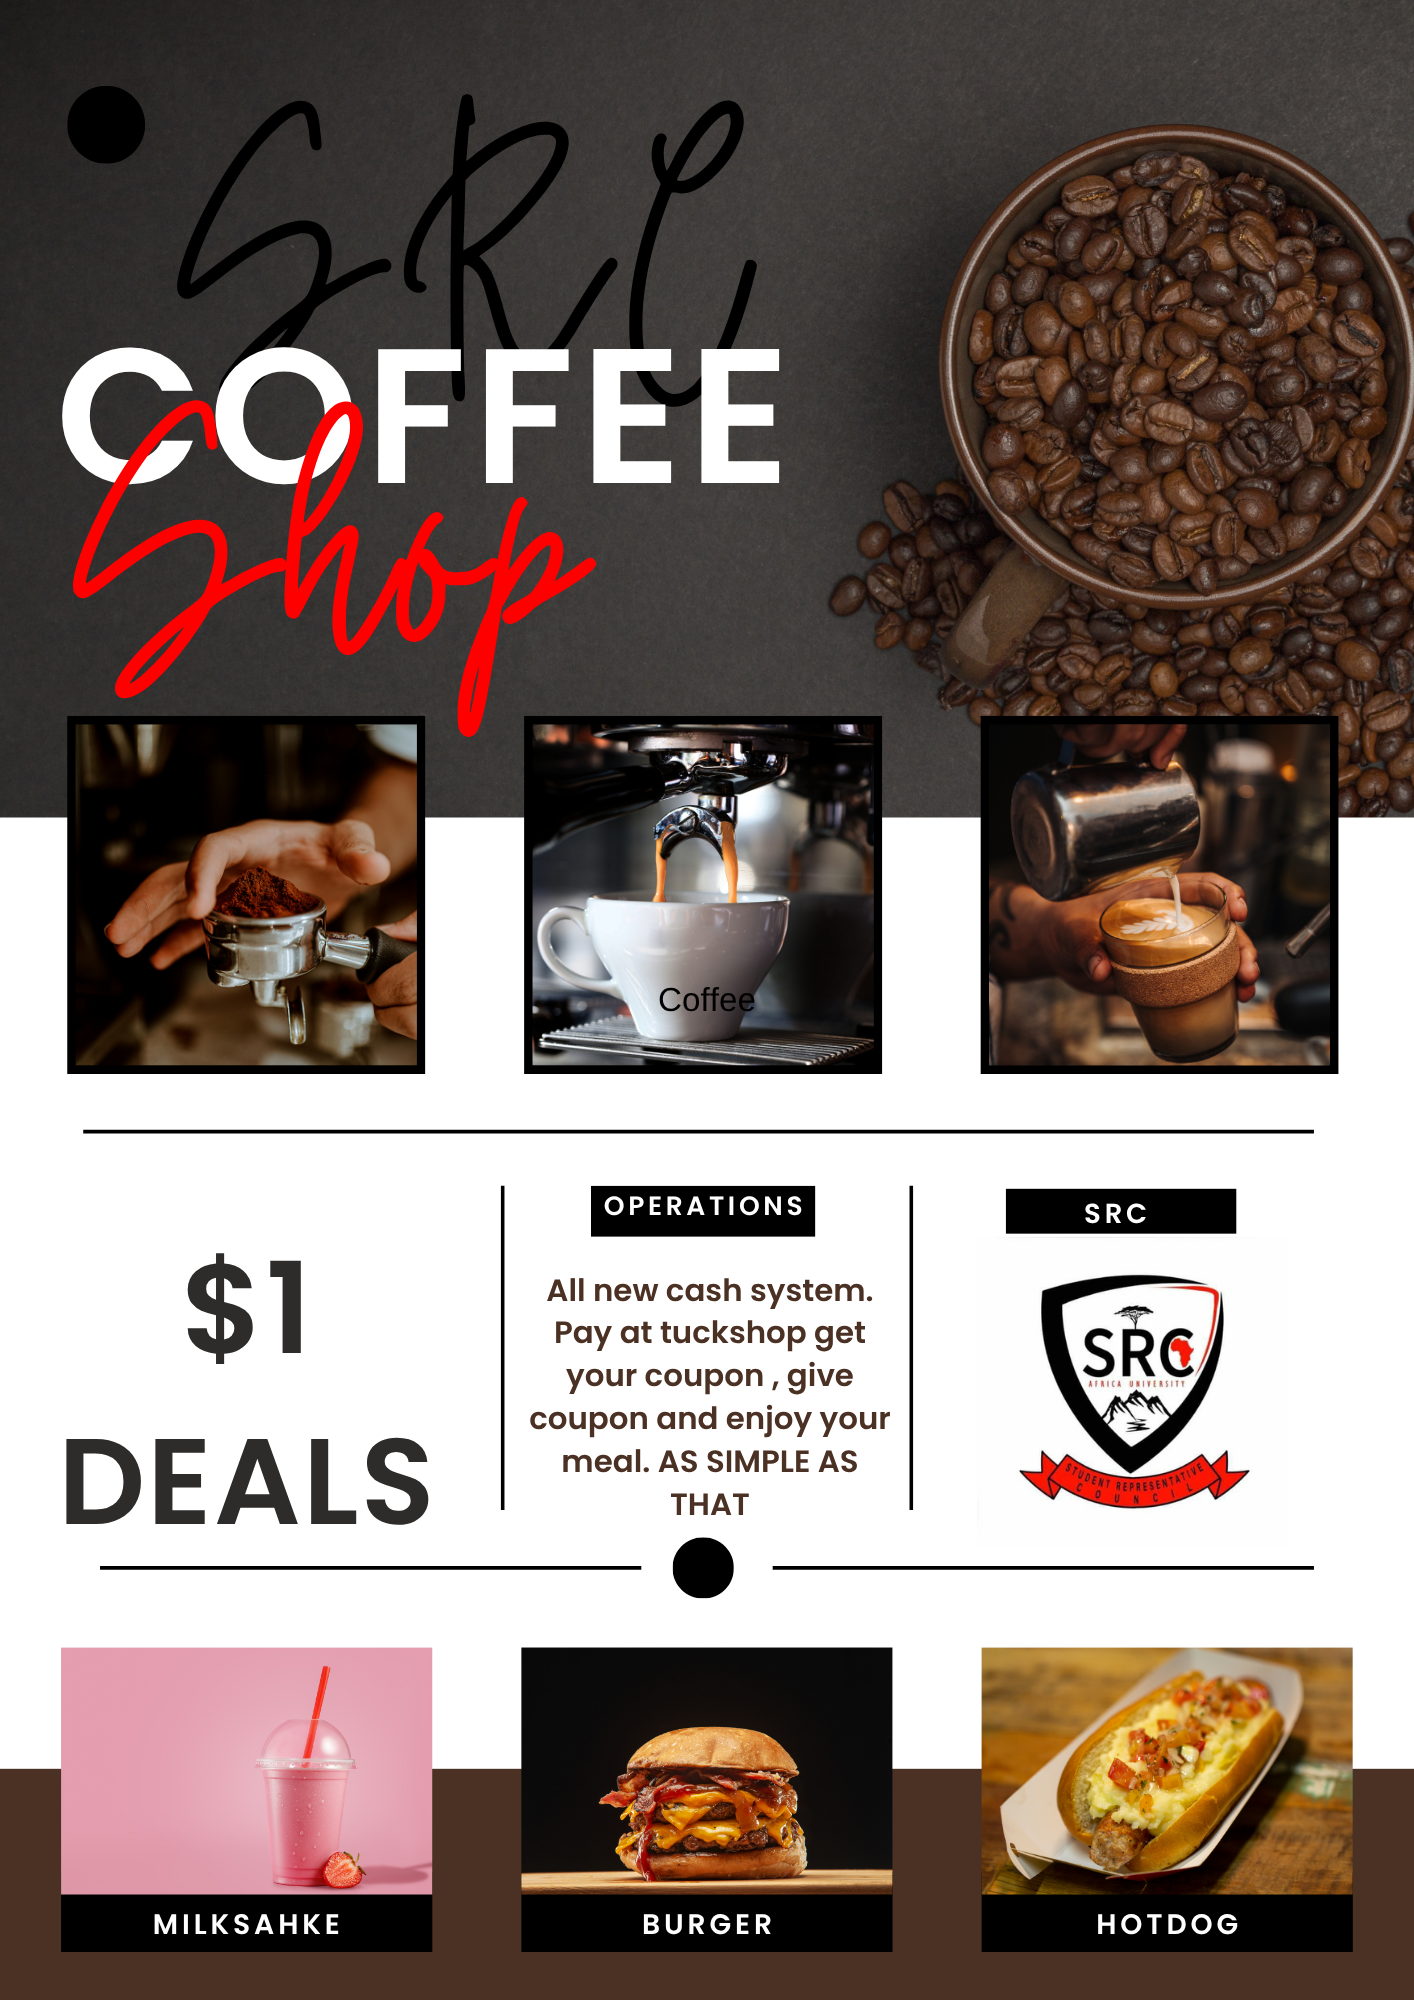 SRC
COFFEE
Shop
Coffee
$1
DEALS
OPERATIONS
All new cash system.
Pay at tuckshop get
your coupon , give
coupon and enjoy your
meal. AS SIMPLE AS
THAT
SRC
SRC
AFRICA UNIVERSITY
STUDENT REPRESENTATIVE
COUNCIL
MILKSAHKE
BURGER
HOTDOG